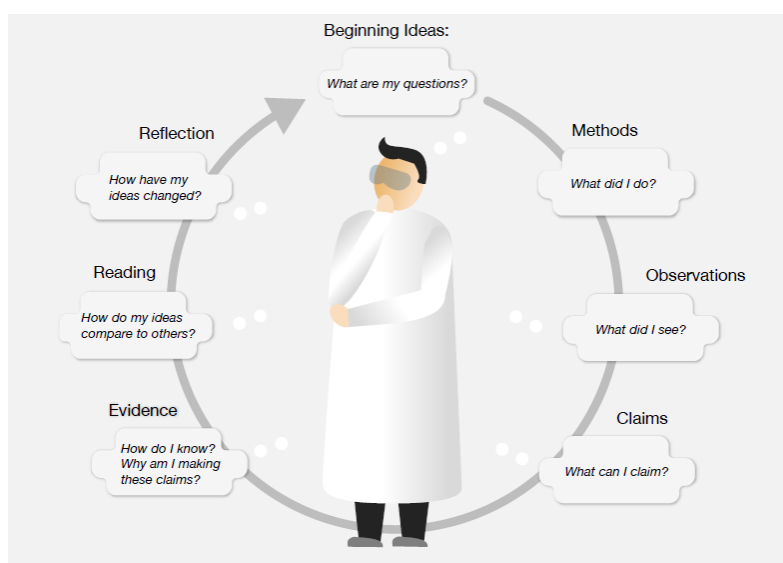 Beginning Ideas:
What are my questions?
Methods
What did I do?
Observations
What did I see?
Claims
What can I claim?
Evidence
How do I know?
Why am I making
these claims?
Reading
How do my ideas
compare to others?
Reflection
How have my
ideas changed?